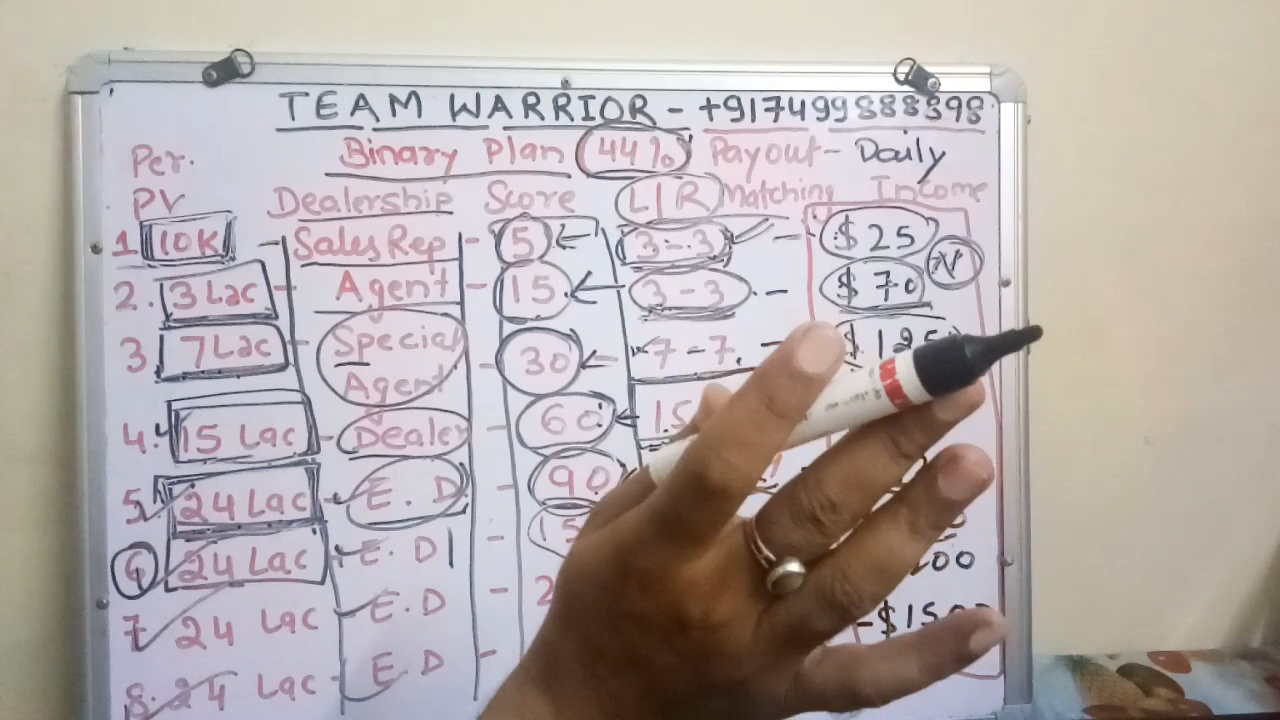 TEAM WARRIOR - +917499888898
Per. Binary Plan 44% Payout - Daily
PV Dealership Score L|R Matching Income
1. 10K - Sales Rep - 5 ← 3-3 - $25
2. 3 Lac - Agent - 15 ← 3-3 - $70
3. 7 Lac - Special Agent - 30 ← 7-7 - $125
4. 15 Lac - Dealer - 60 ← 15
5. 24 Lac - E.D - 90
6 24 Lac - E.D -
7 24 Lac - E.D -
8. 24 Lac - E.D -